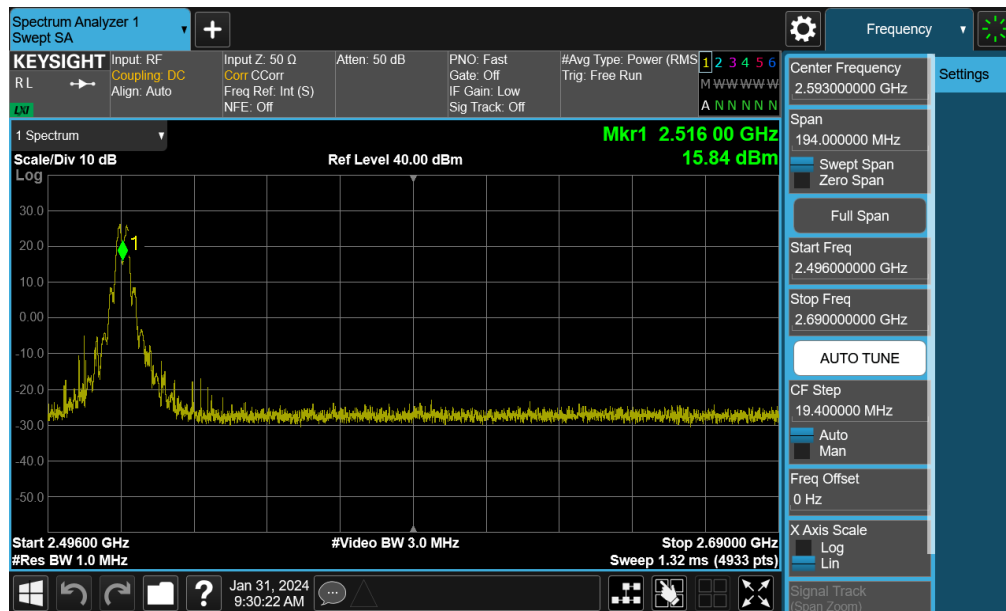 Spectrum Analyzer 1
Swept SA
+
Frequency
KEYSIGHT
RL
LXI
Input: RF
Coupling: DC
Align: Auto
Input Z: 50 Ω
Corr CCorr
Freq Ref: Int (S)
NFE: Off
Atten: 50 dB
PNO: Fast
Gate: Off
IF Gain: Low
Sig Track: Off
#Avg Type: Power (RMS
Trig: Free Run
1 2 3 4 5 6
M W W W W W
A N N N N N
1 Spectrum
Scale/Div 10 dB
Log
Ref Level 40.00 dBm
Mkr1 2.516 00 GHz
15.84 dBm
30.0
20.0
10.0
0.00
-10.0
-20.0
-30.0
-40.0
-50.0
1
Start 2.49600 GHz
#Res BW 1.0 MHz
#Video BW 3.0 MHz
Stop 2.69000 GHz
Sweep 1.32 ms (4933 pts)
Center Frequency
2.593000000 GHz
Span
194.000000 MHz
Swept Span
Zero Span
Full Span
Start Freq
2.496000000 GHz
Stop Freq
2.690000000 GHz
AUTO TUNE
CF Step
19.400000 MHz
Auto
Man
Freq Offset
0 Hz
X Axis Scale
Log
Lin
Signal Track
(Span Zoom)
Settings
?
Jan 31, 2024
9:30:22 AM